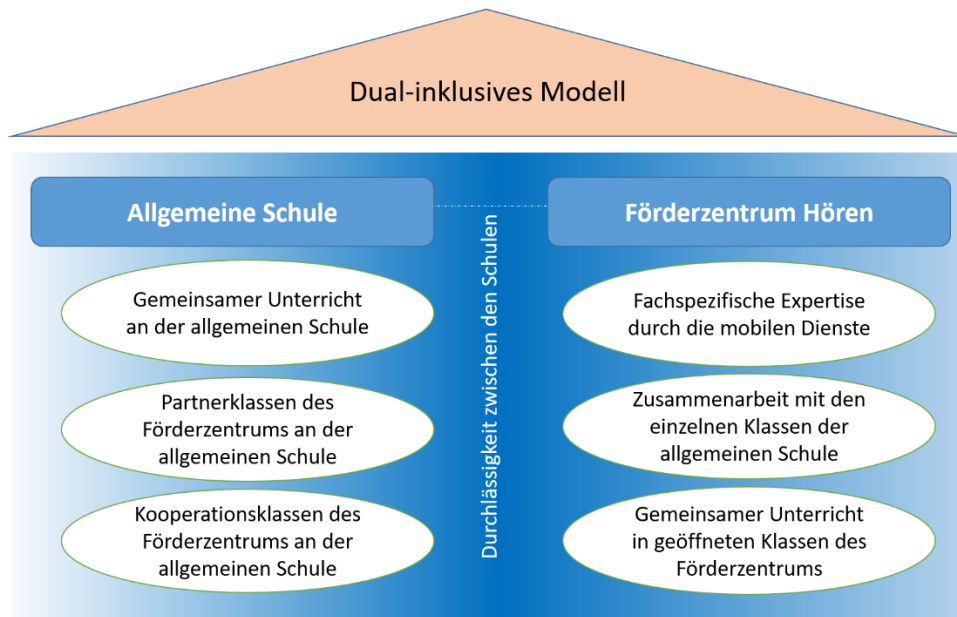 Dual-inklusives Modell
Allgemeine Schule
Gemeinsamer Unterricht
an der allgemeinen Schule
Partnerklassen des
Förderzentrums an der
allgemeinen Schule
Kooperationsklassen des
Förderzentrums an der
allgemeinen Schule
Durchlässigkeit zwischen den Schulen
Förderzentrum Hören
Fachspezifische Expertise
durch die mobilen Dienste
Zusammenarbeit mit den
einzelnen Klassen der
allgemeinen Schule
Gemeinsamer Unterricht
in geöffneten Klassen des
Förderzentrums